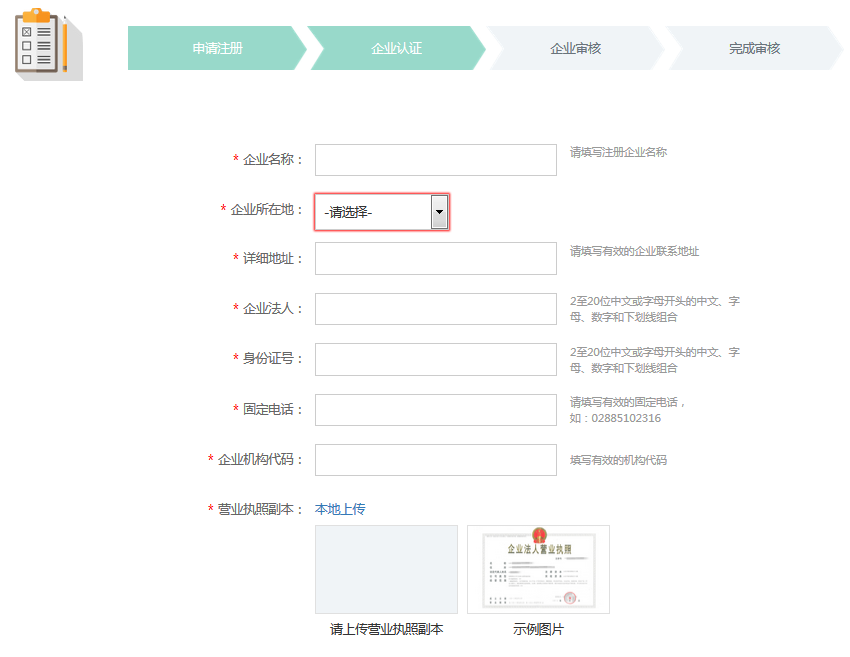 申请注册
企业认证
企业审核
完成审核
* 企业名称：
请填写注册企业名称
* 企业所在地：
-请选择-
* 详细地址：
请填写有效的企业联系地址
* 企业法人：
2至20位中文或字母开头的中文、字
母、数字和下划线组合
* 身份证号：
2至20位中文或字母开头的中文、字
母、数字和下划线组合
* 固定电话：
请填写有效的固定电话，
如：02885102316
* 企业机构代码：
填写有效的机构代码
* 营业执照副本：
本地上传
企业法人营业执照
请上传营业执照副本
示例图片